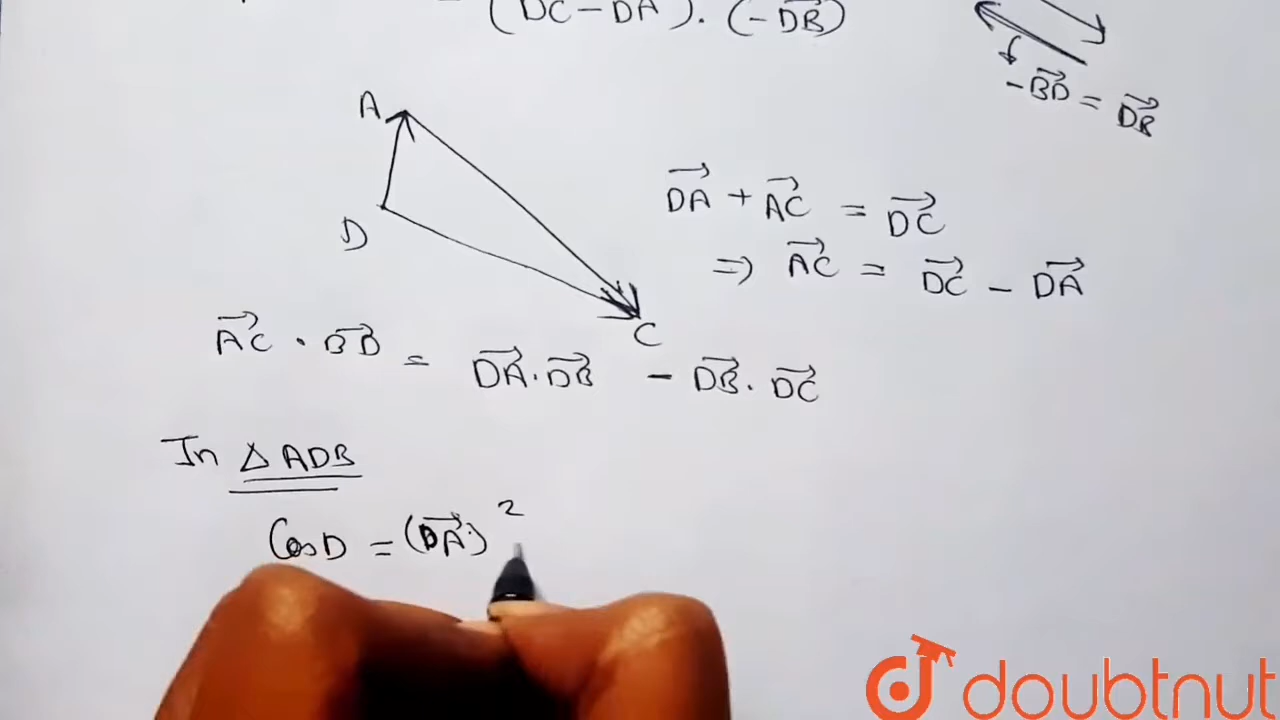 = (DC - DA). (-DB)
- BD = DB
A
DA + AC = DC
D
=) AC = DC - DA
C
AC . BD = DA.DB - DB. DC
In Δ ADB
CosD = (DA)²
doubtnut